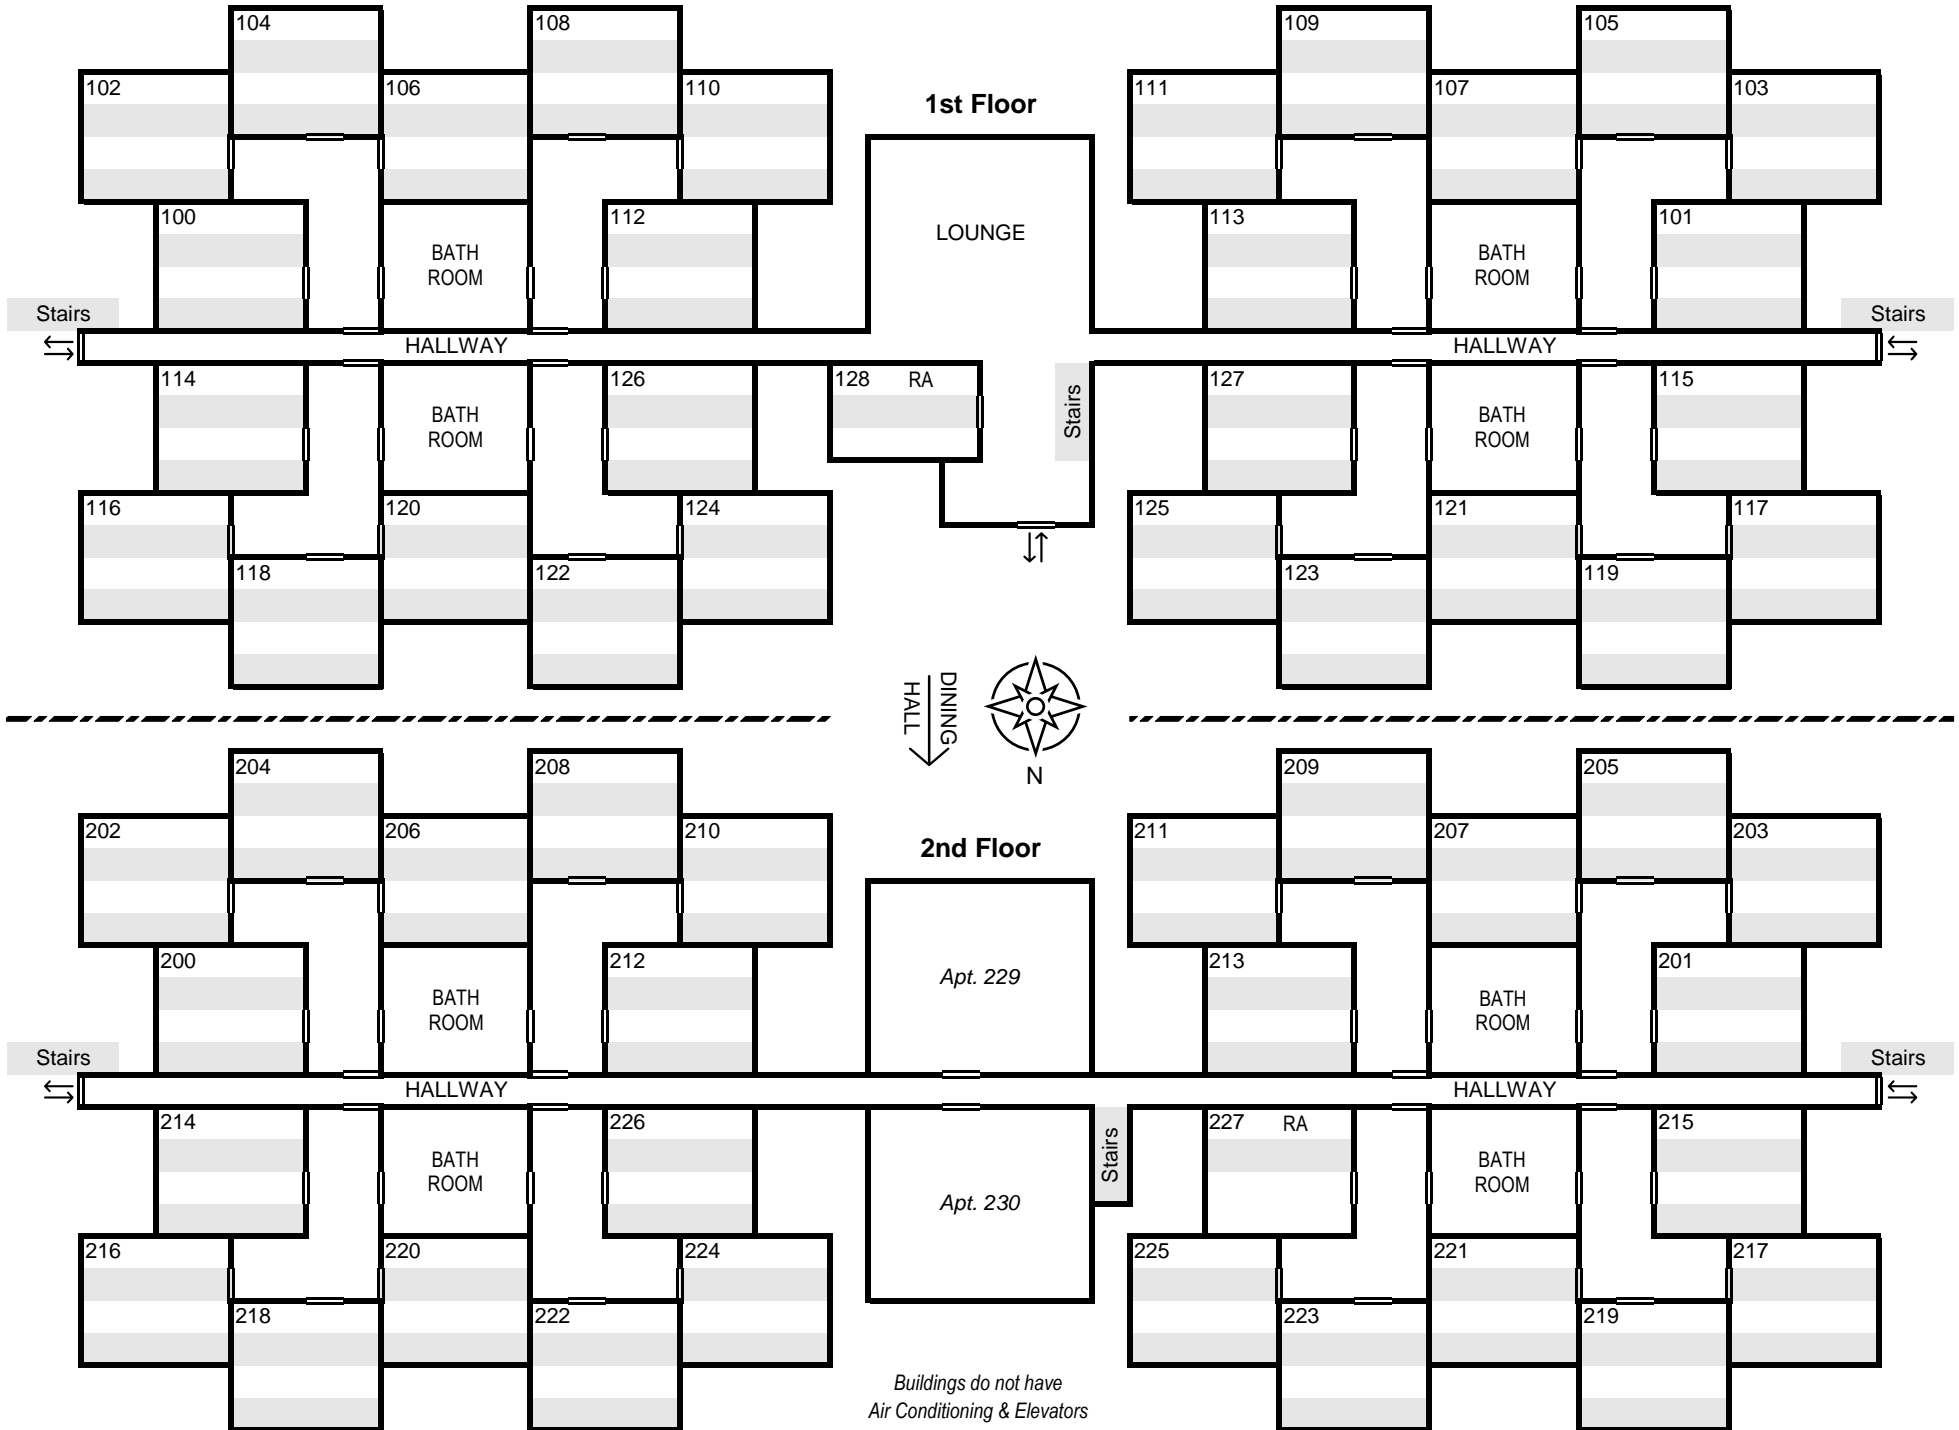 104
108
109
105
102
106
110
1st Floor
111
107
103
100
112
LOUNGE
113
101
BATH
ROOM
BATH
ROOM
Stairs
Stairs
HALLWAY
HALLWAY
114
126
128 RA
Stairs
127
115
BATH
ROOM
BATH
ROOM
116
120
124
125
121
117
118
122
123
119
DINING
HALL
N
204
208
209
205
202
206
210
2nd Floor
211
207
203
200
212
Apt. 229
213
201
BATH
ROOM
BATH
ROOM
Stairs
Stairs
HALLWAY
HALLWAY
214
226
Stairs
227 RA
215
BATH
ROOM
BATH
ROOM
Apt. 230
216
220
224
225
221
217
218
222
223
219
Buildings do not have
Air Conditioning & Elevators